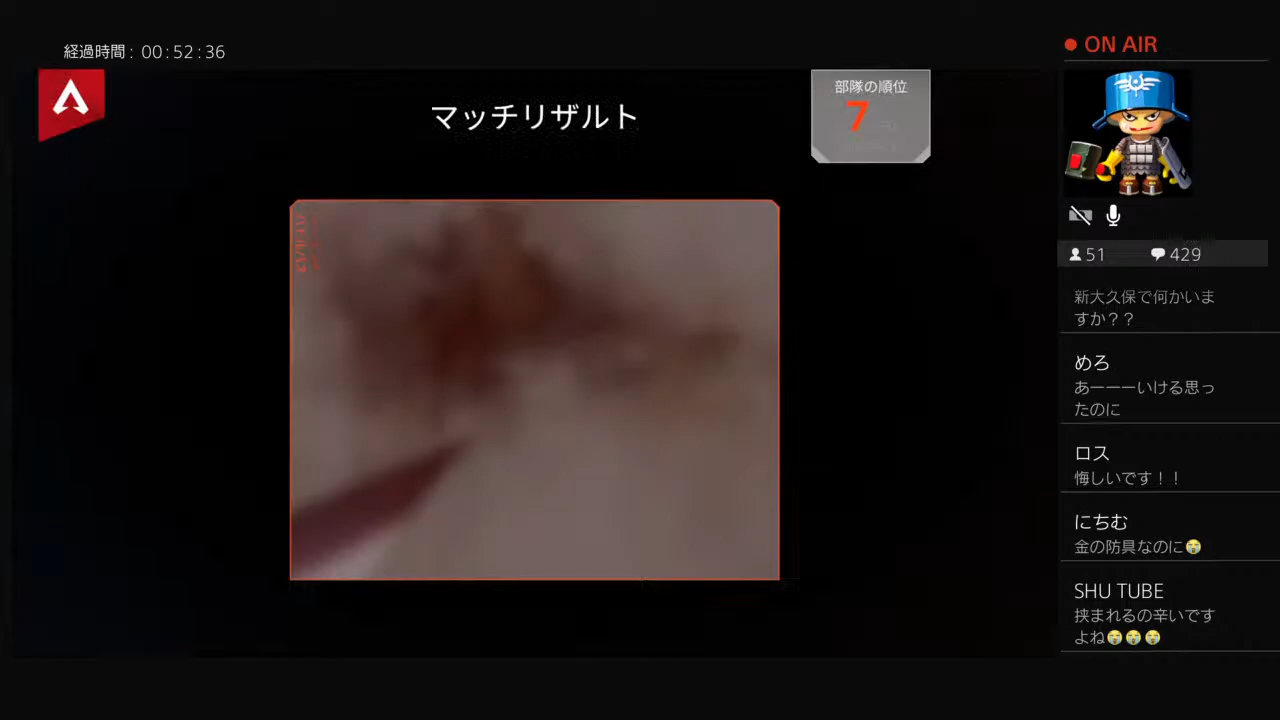 経過時間: 00:52:36
ON AIR
マッチリザルト
部隊の順位
7
51 429
新大久保で何かいま
すか？？
めろ
あーーーいける思っ
たのに
ロス
悔しいです！！
にちむ
金の防具なのに😭
SHU TUBE
挟まれるの辛いです
よね😭😭😭